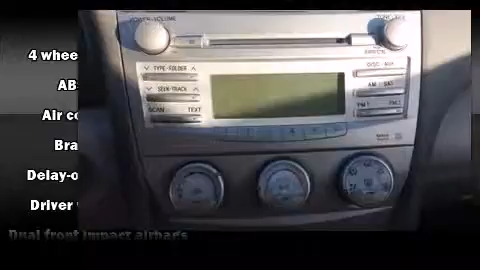 POWER VOLUME
TUNE
TYPE-FOLDER
DISC AUX
4 whee
SEEK-TRACK
AM SAT
AB
SCAN TEXT
FM1 FM2
Air co
Bra
Delay-o
Driver
Dual front impact airbags